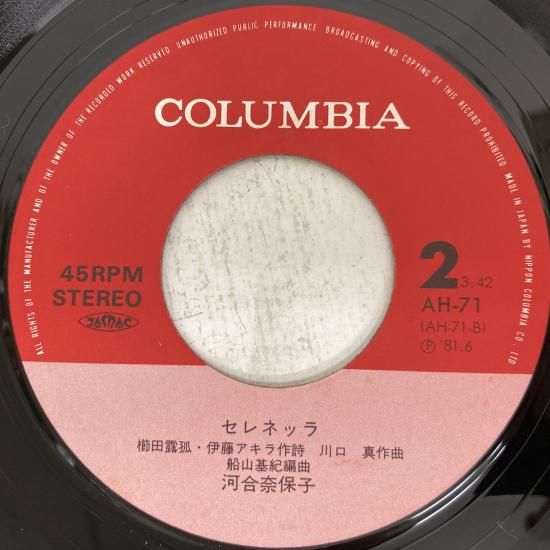 ALL RIGHTS OF THE MANUFACTURER AND OF THE OWNER OF THE RECORDED WORK RESERVED UNAUTHORIZED PUBLIC PERFORMANCE BROADCASTING AND COPYING OF THIS RECORD PROHIBITED MADE IN JAPAN BY NIPPON COLUMBIA CO., LTD
COLUMBIA
45RPM
STEREO
JASRAC
2 3:42
AH-71
(AH-71-B)
Ⓟ '81.6
セレネッラ
櫛田露狐・伊藤アキラ作詩 川口 真作曲
船山基紀編曲
河合奈保子